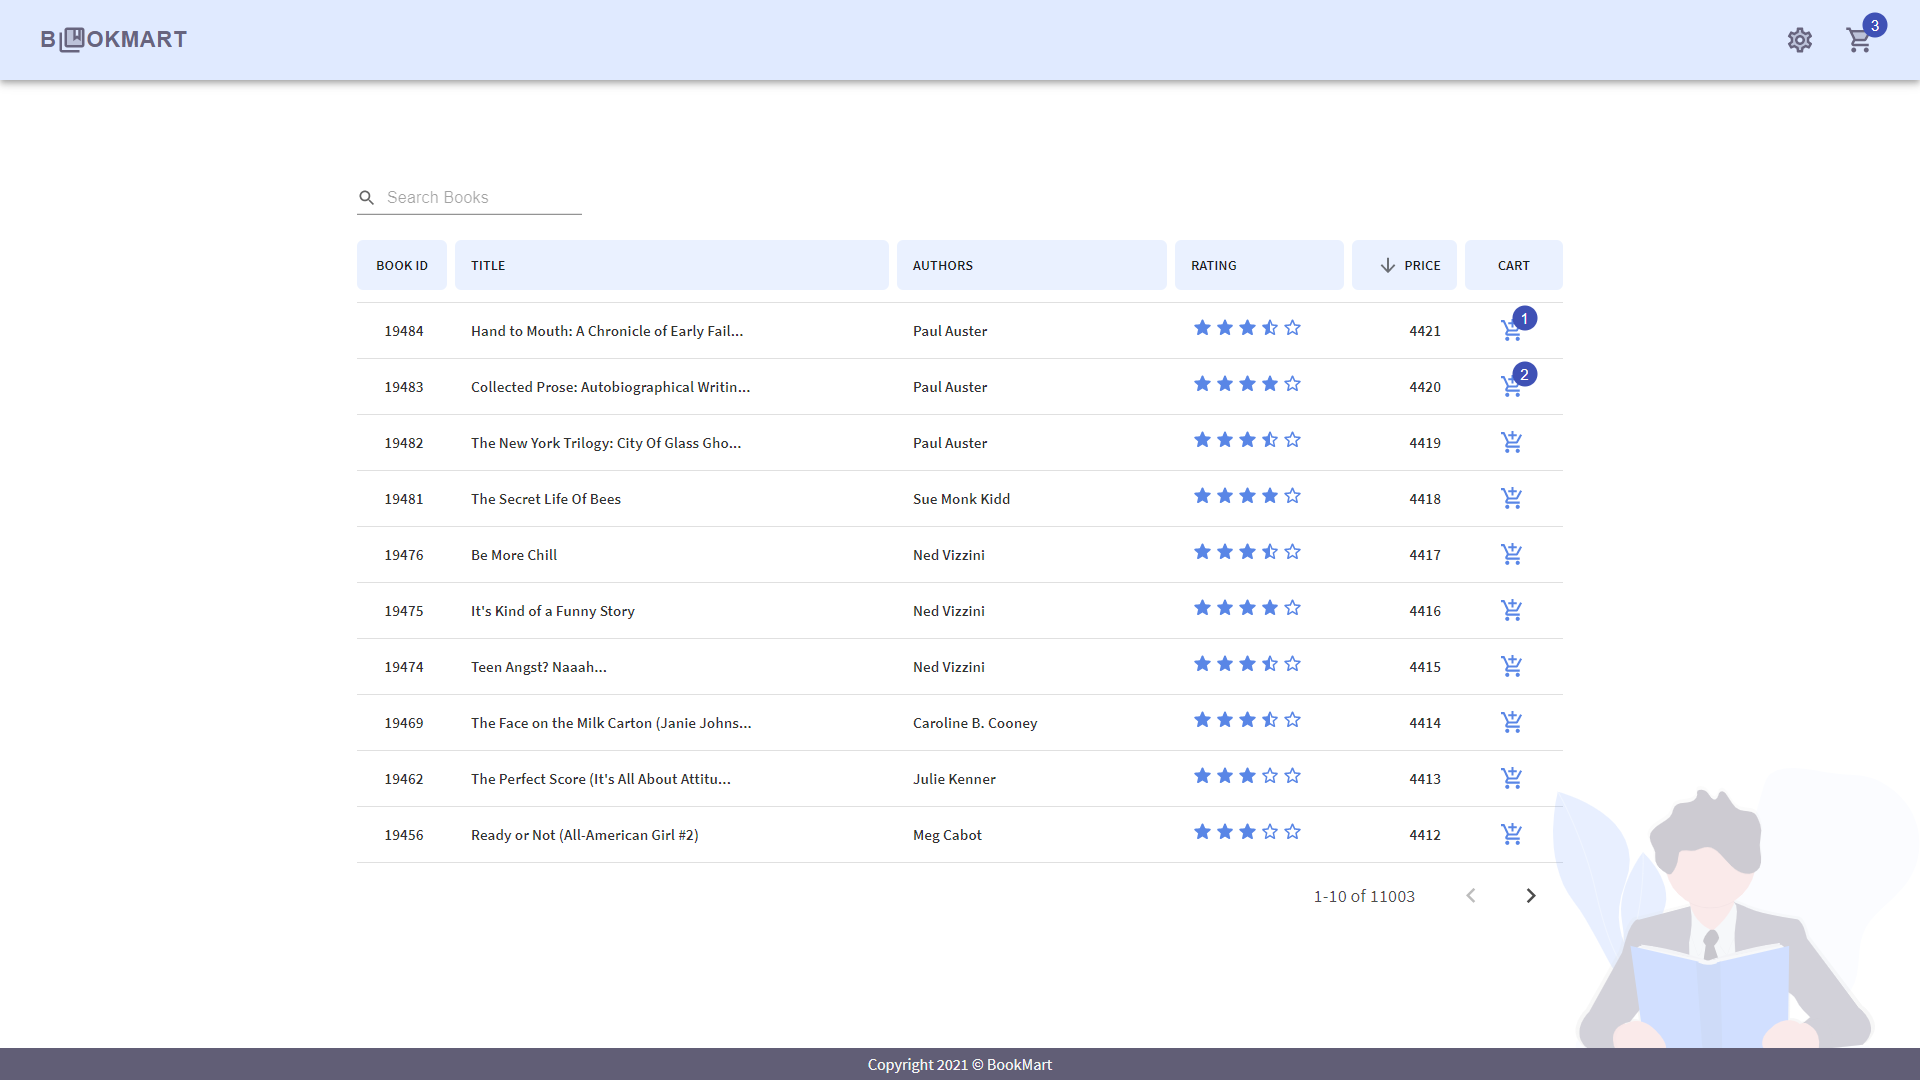 B OKMART
3
Search Books
BOOK ID TITLE AUTHORS RATING PRICE CART
19484 Hand to Mouth: A Chronicle of Early Fail... Paul Auster 4421 1
19483 Collected Prose: Autobiographical Writin... Paul Auster 4420 2
19482 The New York Trilogy: City Of Glass Gho... Paul Auster 4419
19481 The Secret Life Of Bees Sue Monk Kidd 4418
19476 Be More Chill Ned Vizzini 4417
19475 It's Kind of a Funny Story Ned Vizzini 4416
19474 Teen Angst? Naaah... Ned Vizzini 4415
19469 The Face on the Milk Carton (Janie Johns... Caroline B. Cooney 4414
19462 The Perfect Score (It's All About Attitu... Julie Kenner 4413
19456 Ready or Not (All-American Girl #2) Meg Cabot 4412
1-10 of 11003
Copyright 2021 © BookMart